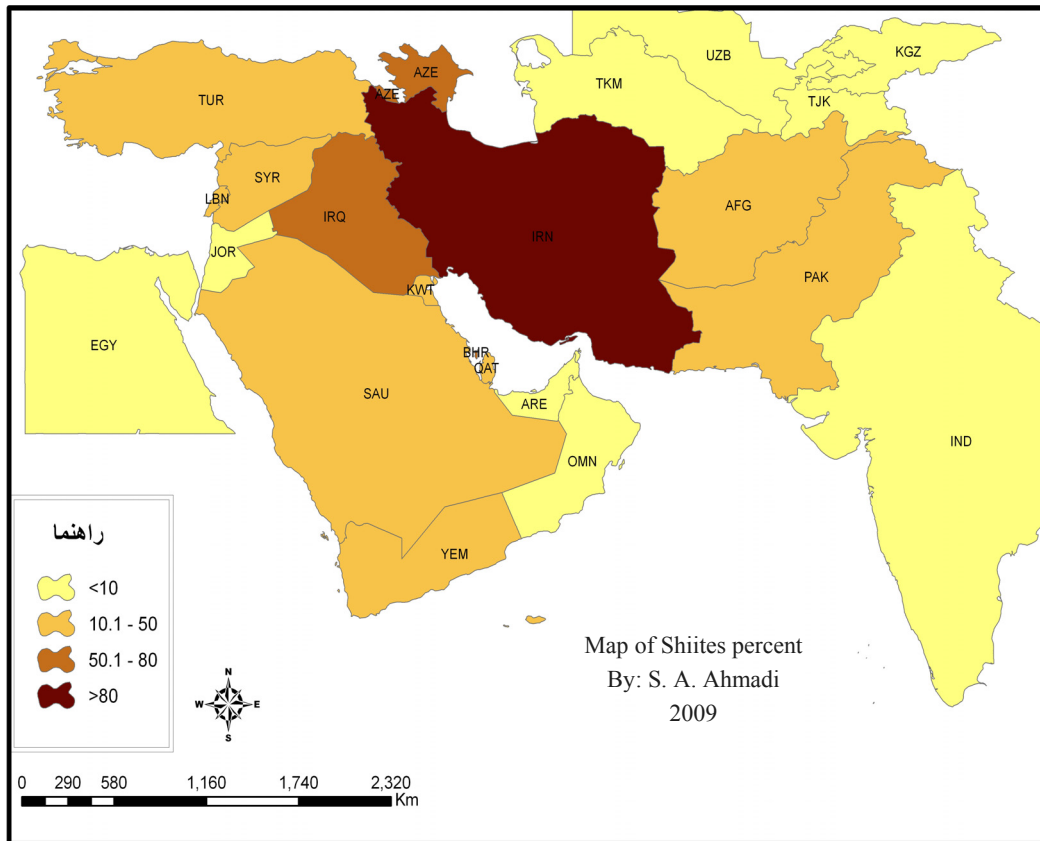 UZB
KGZ
AZE
TKM
AZE
TUR
TJK
SYR
LBN
AFG
IRQ
IRN
JOR
PAK
KWT
EGY
BHR
QAT
SAU
ARE
IND
OMN
YEM
راهنما
<10
10.1 - 50
50.1 - 80
>80
N
W E
S
Map of Shiites percent
By: S. A. Ahmadi
2009
0 290 580 1,160 1,740 2,320
Km